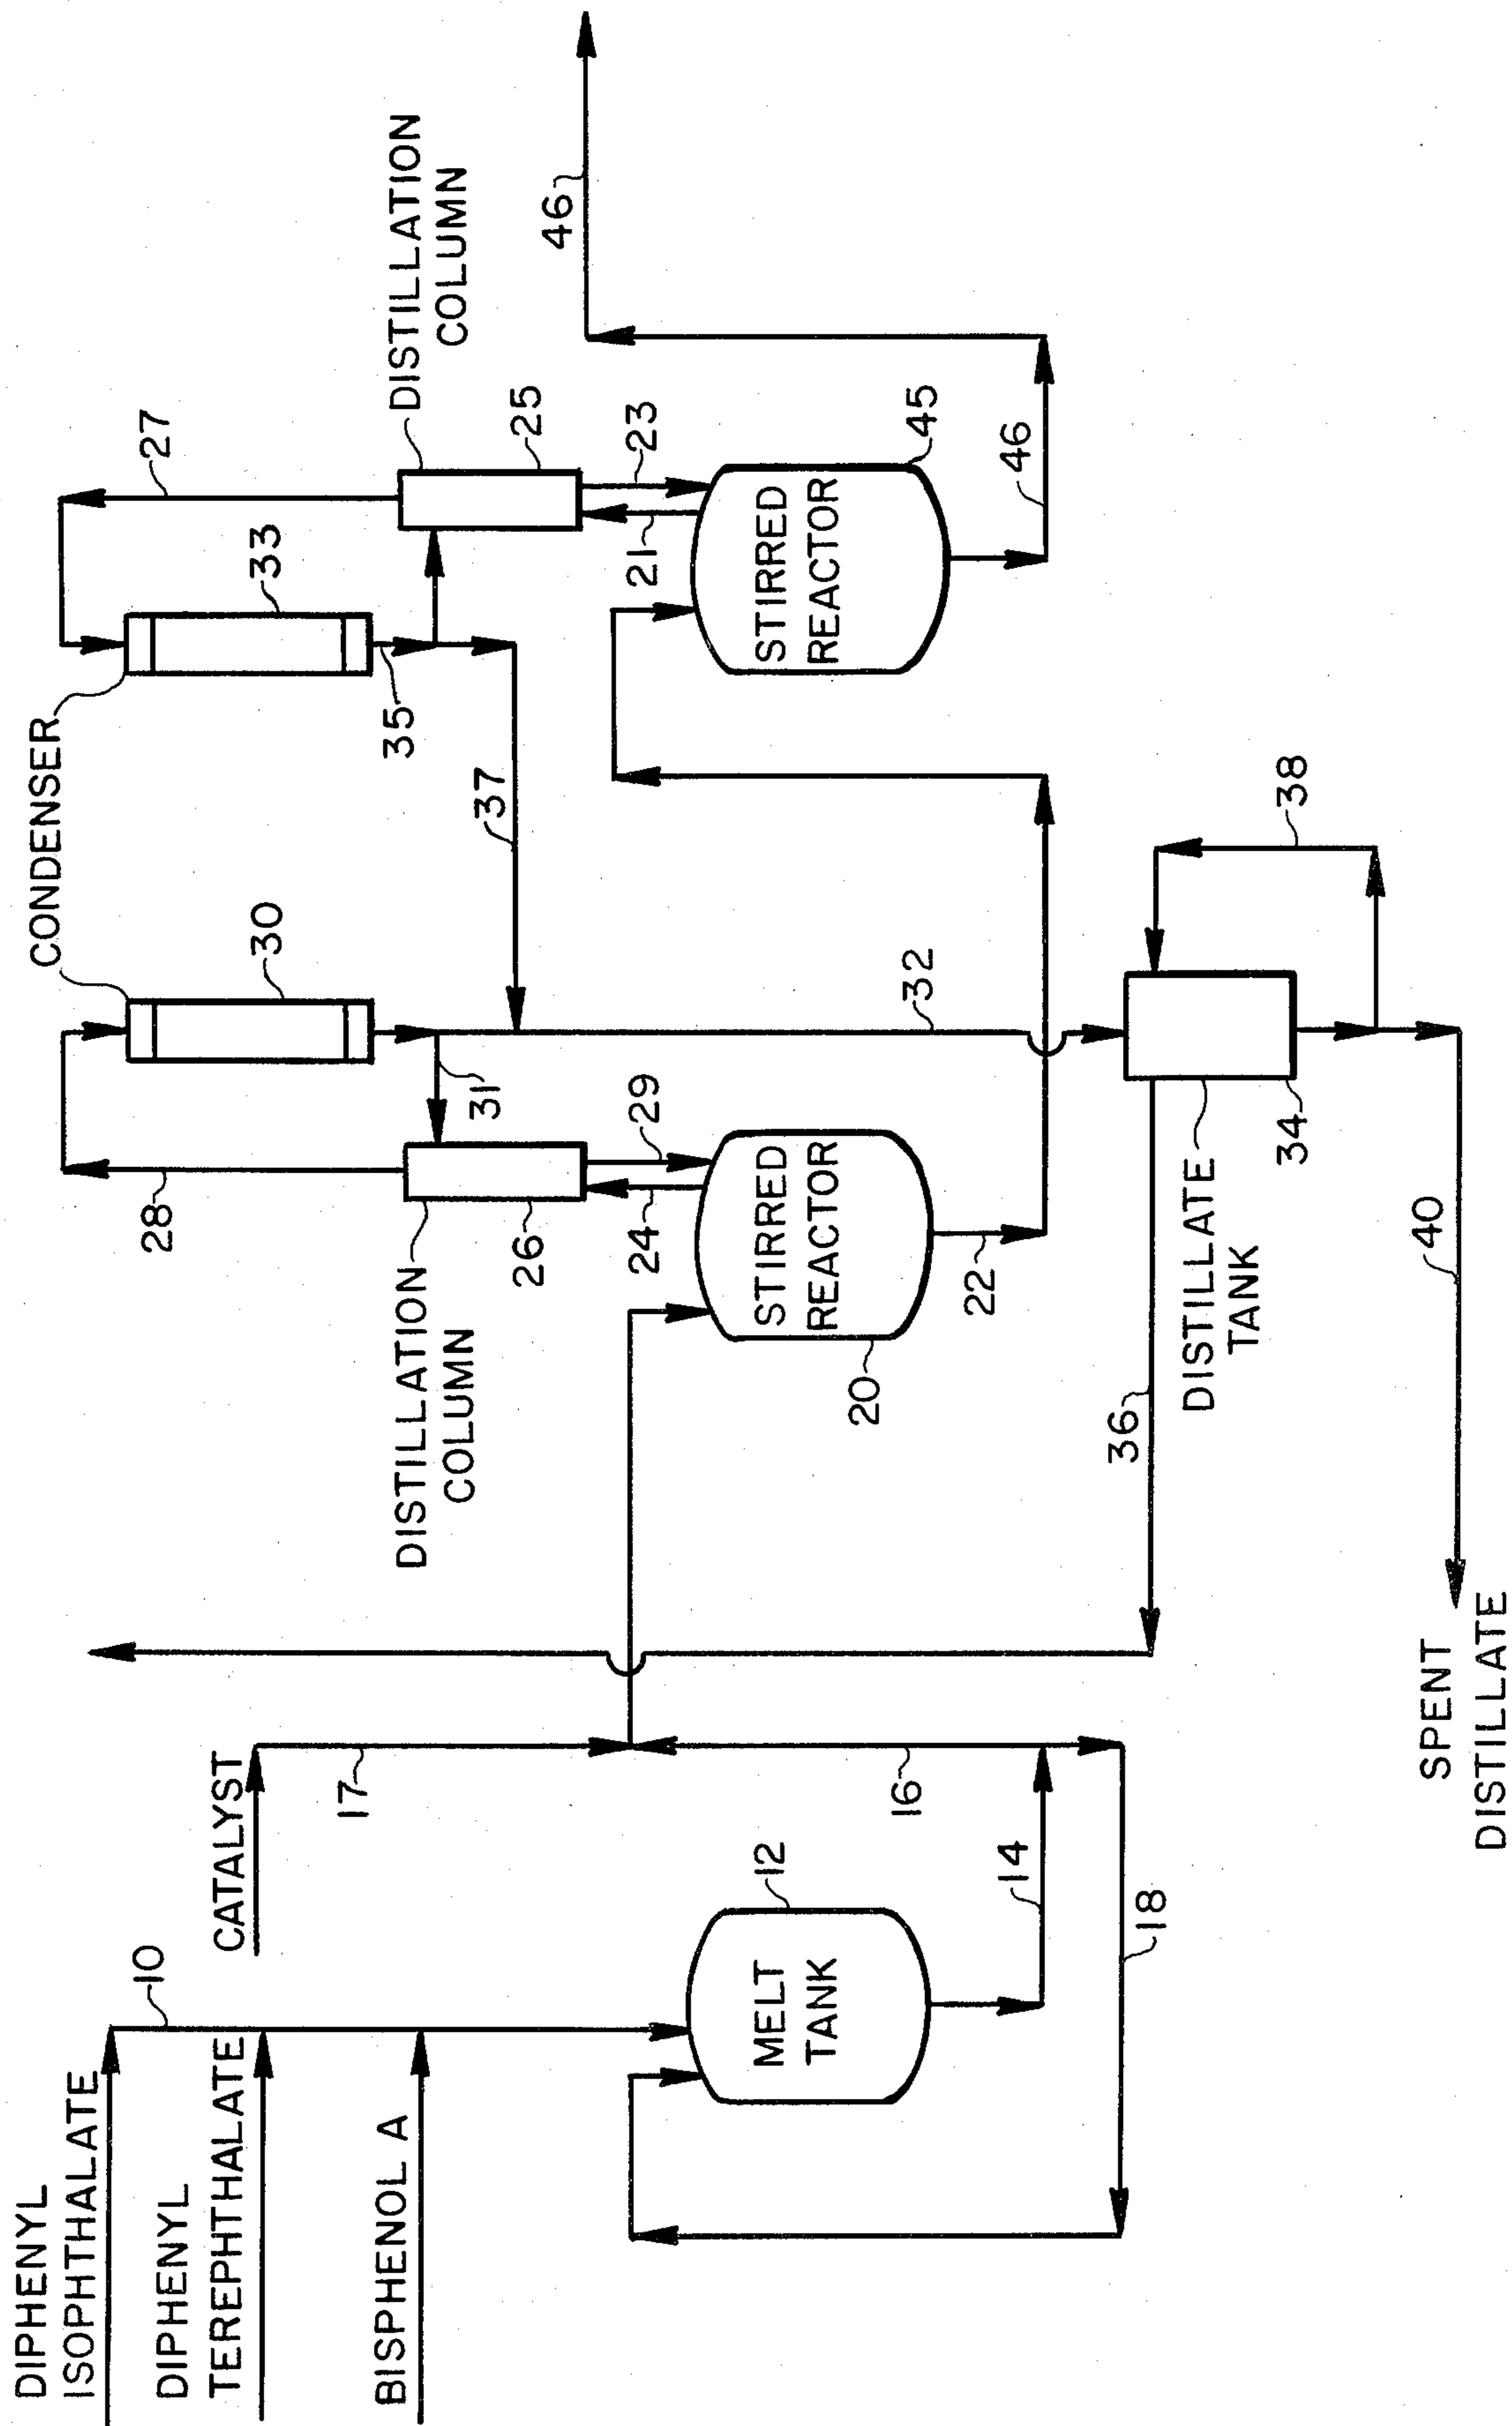 DIPHENYL
ISOPHTHALATE
10
DIPHENYL
TEREPHTHALATE
BISPHENOL A
CATALYST
17
MELT
TANK
12
14
16
18
28
CONDENSER
30
31
DISTILLATION
COLUMN
26
24
29
STIRRED
REACTOR
20
22
32
27
33
35
37
DISTILLATION
COLUMN
25
21
23
STIRRED
REACTOR
45
46
46
36
DISTILLATE
TANK
34
38
40
SPENT
DISTILLATE